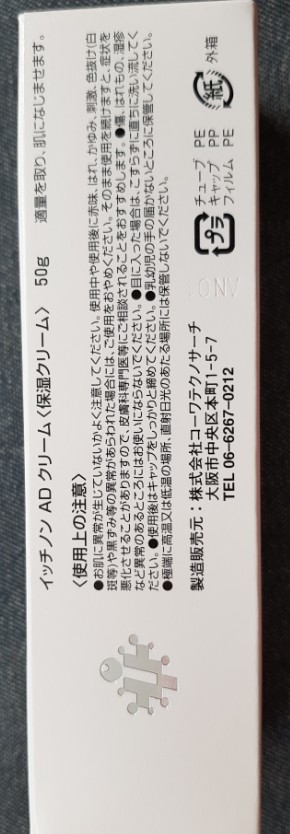 イッチノン AD クリーム〈保湿クリーム〉 50g 適量を取り、肌になじませます。
〈使用上の注意〉
●お肌に異常が生じていないかよく注意してください。使用中や使用後に赤味、はれ、かゆみ、刺激、色抜け(白
斑等)や黒ずみ等の異常があらわれた場合には、ご使用をおやめください。そのまま使用を続けますと、症状を
悪化させることがありますので、皮膚科専門医等にご相談されることをおすすめします。●傷、はれもの、湿疹
など異常のあるところにはお使いにならないでください。●目に入った場合は、こすらずに直ちに洗い流してく
ださい。●使用後はキャップをしっかりと締めてください。●乳幼児の手の届かないところに保管してください。
●極端に高温又は低温の場所、直射日光のあたる場所には保管しないでください。
製造販売元:株式会社コーワテクノサーチ
大阪市中央区本町1-5-7
TEL 06-6267-0212
プラ
チューブ PE
キャップ PP
フィルム PE
紙
外箱